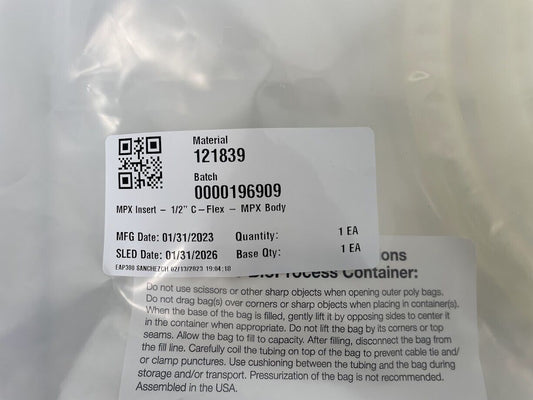 Material
121839
Batch
0000196909
MPX Insert – 1/2" C–Flex – MPX Body
MFG Date: 01/31/2023 Quantity: 1 EA
SLED Date: 01/31/2026 Base Qty: 1 EA
EAP300 SANCHEZCH 02/13/2023 19:04:18
ions
BioProcess Container:
Do not use scissors or other sharp objects when opening outer poly bags.
Do not drag bag(s) over corners or sharp objects when placing in container(s).
When the base of the bag is filled, gently lift it by opposing sides to center it
in the container when appropriate. Do not lift the bag by its corners or top
seams. Allow the bag to fill to capacity. After filling, disconnect the bag from
the fill line. Carefully coil the tubing on top of the bag to prevent cable tie and/
or clamp punctures. Use cushioning between the tubing and the bag during
storage and/or transport. Pressurization of the bag is not recommended.
Assembled in the USA.